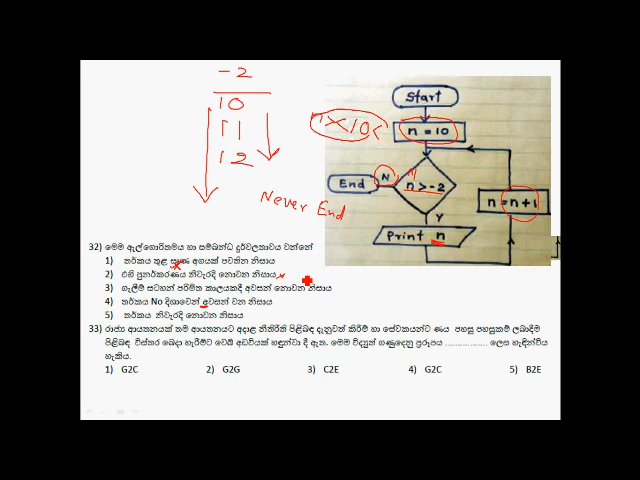 -2
10
11
12
Never End
Start
n = 10
End
N
n > -2
Y
n = n+1
Print n
32) මෙම ඇල්ගොරිතමය හා සම්බන්ධ දුර්වලතාවය වන්නේ
1) තර්කය තුළ සෘණ අගයක් පවතින නිසාය
2) එහි පුනර්කරණය නිවැරදි නොවන නිසාය
3) ගැලීම් සටහන් පරිමිත කාලයකදී අවසන් නොවන නිසාය
4) තර්කය No දිශාවෙන් අවසන් වන නිසාය
5) තර්කය නිවැරදි නොවන නිසාය
33) රාජ්‍ය ආයතනයක් තම ආයතනයට අදාළ නීතිරීති පිළිබඳ දැනුවත් කිරීම් හා සේවකයන්ට ණය පහසු පහසුකම් ලබාදීම
පිළිබඳ විස්තර බෙදා හැරීමට වෙබ් අඩවියක් හඳුන්වා දී ඇත. මෙම විද්‍යුත් ගණුදෙනු ප්‍රරූපය ................. ලෙස හැඳින්විය
හැකිය.
1) G2C 2) G2G 3) C2E 4) G2C 5) B2E